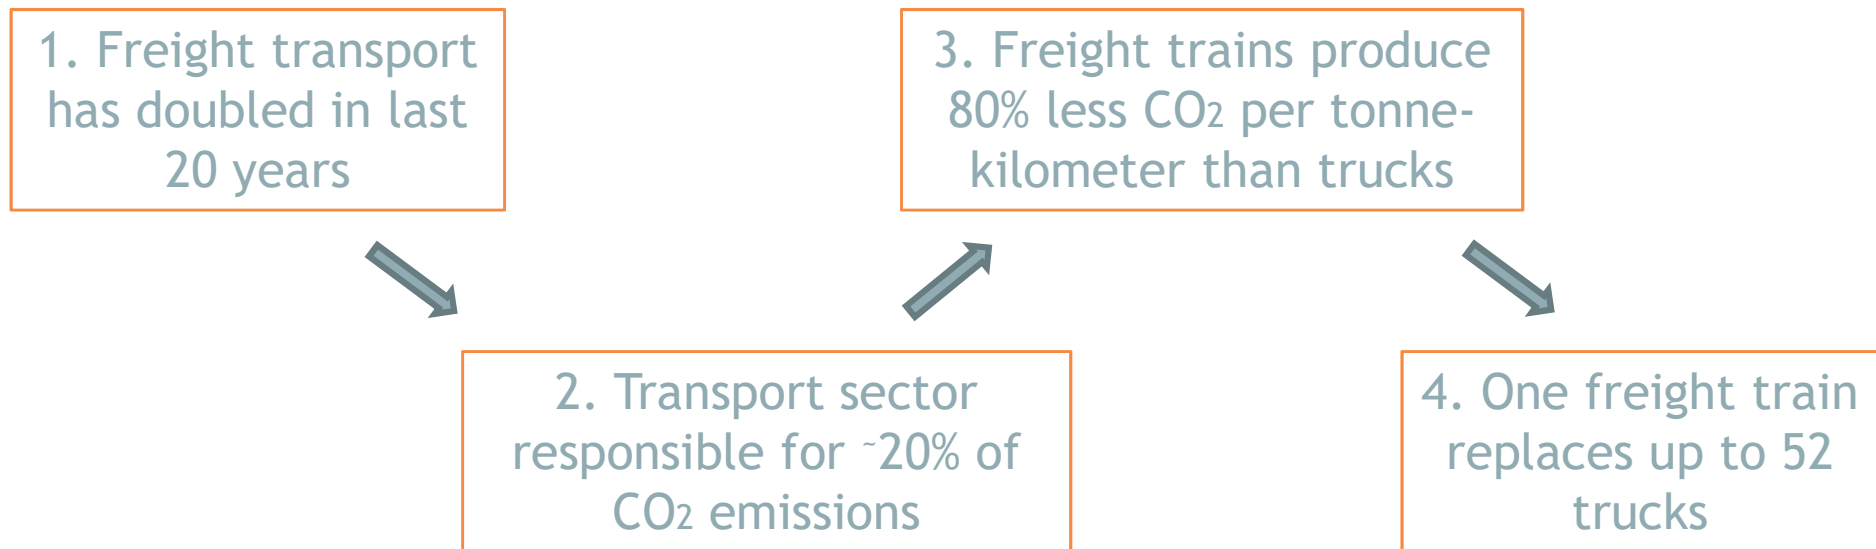 1. Freight transport
has doubled in last
20 years
2. Transport sector
responsible for ~20% of
CO2 emissions
3. Freight trains produce
80% less CO2 per tonne-
kilometer than trucks
4. One freight train
replaces up to 52
trucks